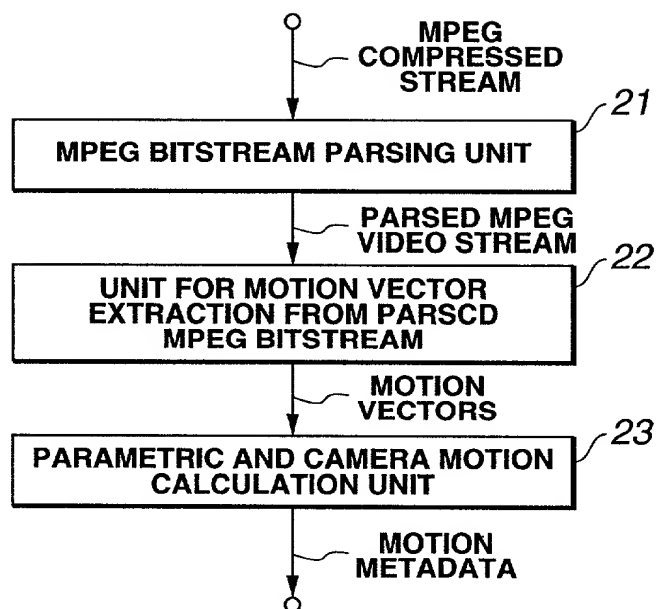 MPEG
COMPRESSED
STREAM
21
MPEG BITSTREAM PARSING UNIT
PARSED MPEG
VIDEO STREAM
22
UNIT FOR MOTION VECTOR
EXTRACTION FROM PARSCD
MPEG BITSTREAM
MOTION
VECTORS
23
PARAMETRIC AND CAMERA MOTION
CALCULATION UNIT
MOTION
METADATA